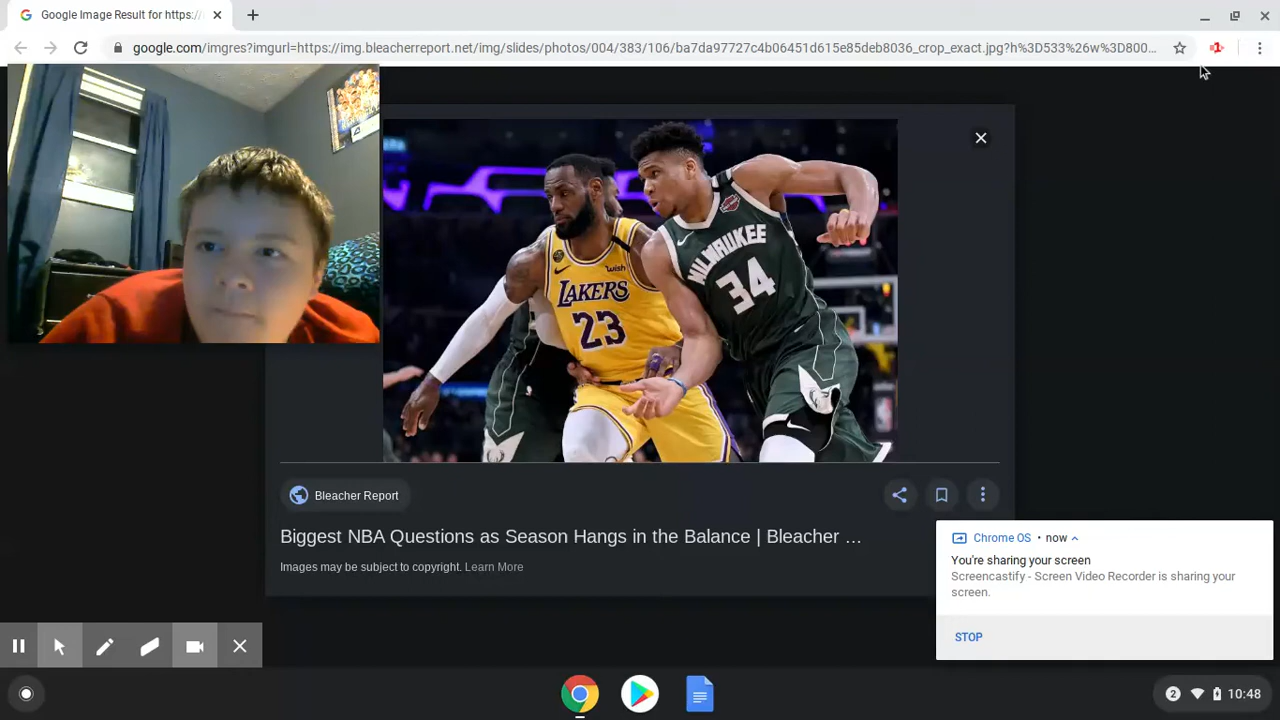 Google Image Result for https:/
google.com/imgres?imgurl=https://img.bleacherreport.net/img/slides/photos/004/383/106/ba7da97727c4b06451d615e85deb8036_crop_exact.jpg?h%3D533%26w%3D800...
1
wish
LAKERS
23
MILWAUKEE
34
Bleacher Report
Biggest NBA Questions as Season Hangs in the Balance | Bleacher ...
Images may be subject to copyright. Learn More
Chrome OS • now
You're sharing your screen
Screencastify - Screen Video Recorder is sharing your
screen.
STOP
2
10:48